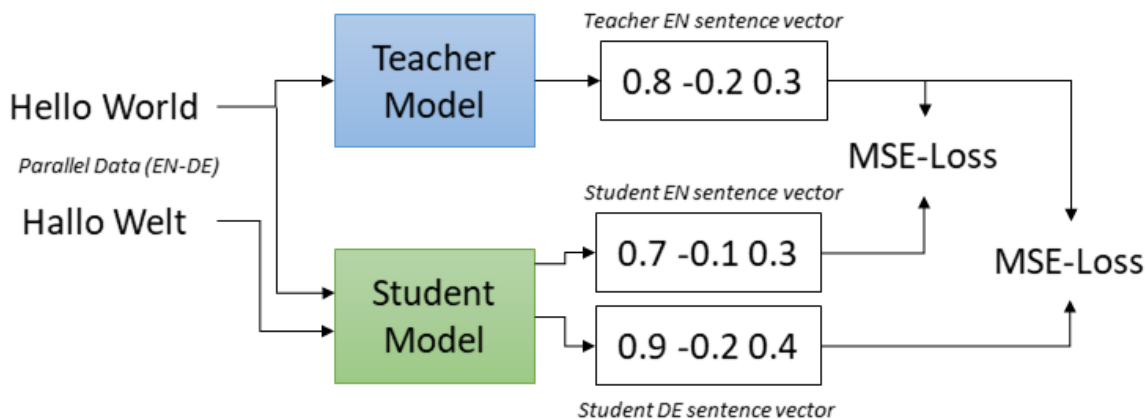 Teacher EN sentence vector
Teacher
Model
0.8 -0.2 0.3
Hello World
Parallel Data (EN-DE)
MSE-Loss
Student EN sentence vector
Hallo Welt
0.7 -0.1 0.3
MSE-Loss
Student
Model
0.9 -0.2 0.4
Student DE sentence vector